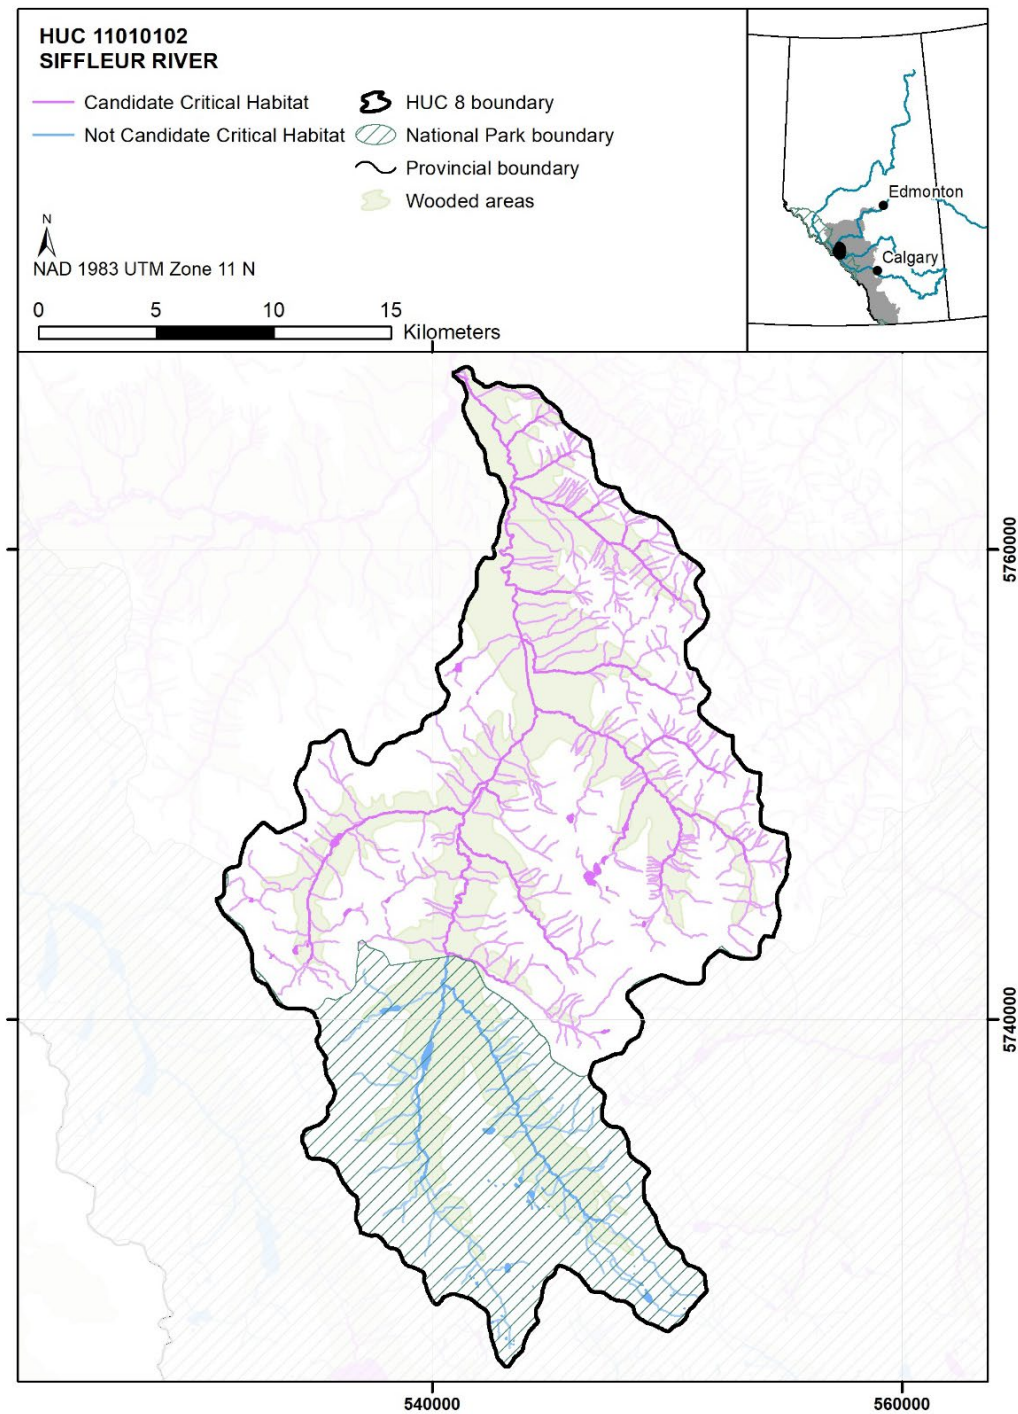 HUC 11010102
SIFFLEUR RIVER
Candidate Critical Habitat
Not Candidate Critical Habitat
HUC 8 boundary
National Park boundary
Provincial boundary
Wooded areas
N
NAD 1983 UTM Zone 11 N
0 5 10 15
Kilometers
Edmonton
Calgary
5760000
5740000
540000 560000